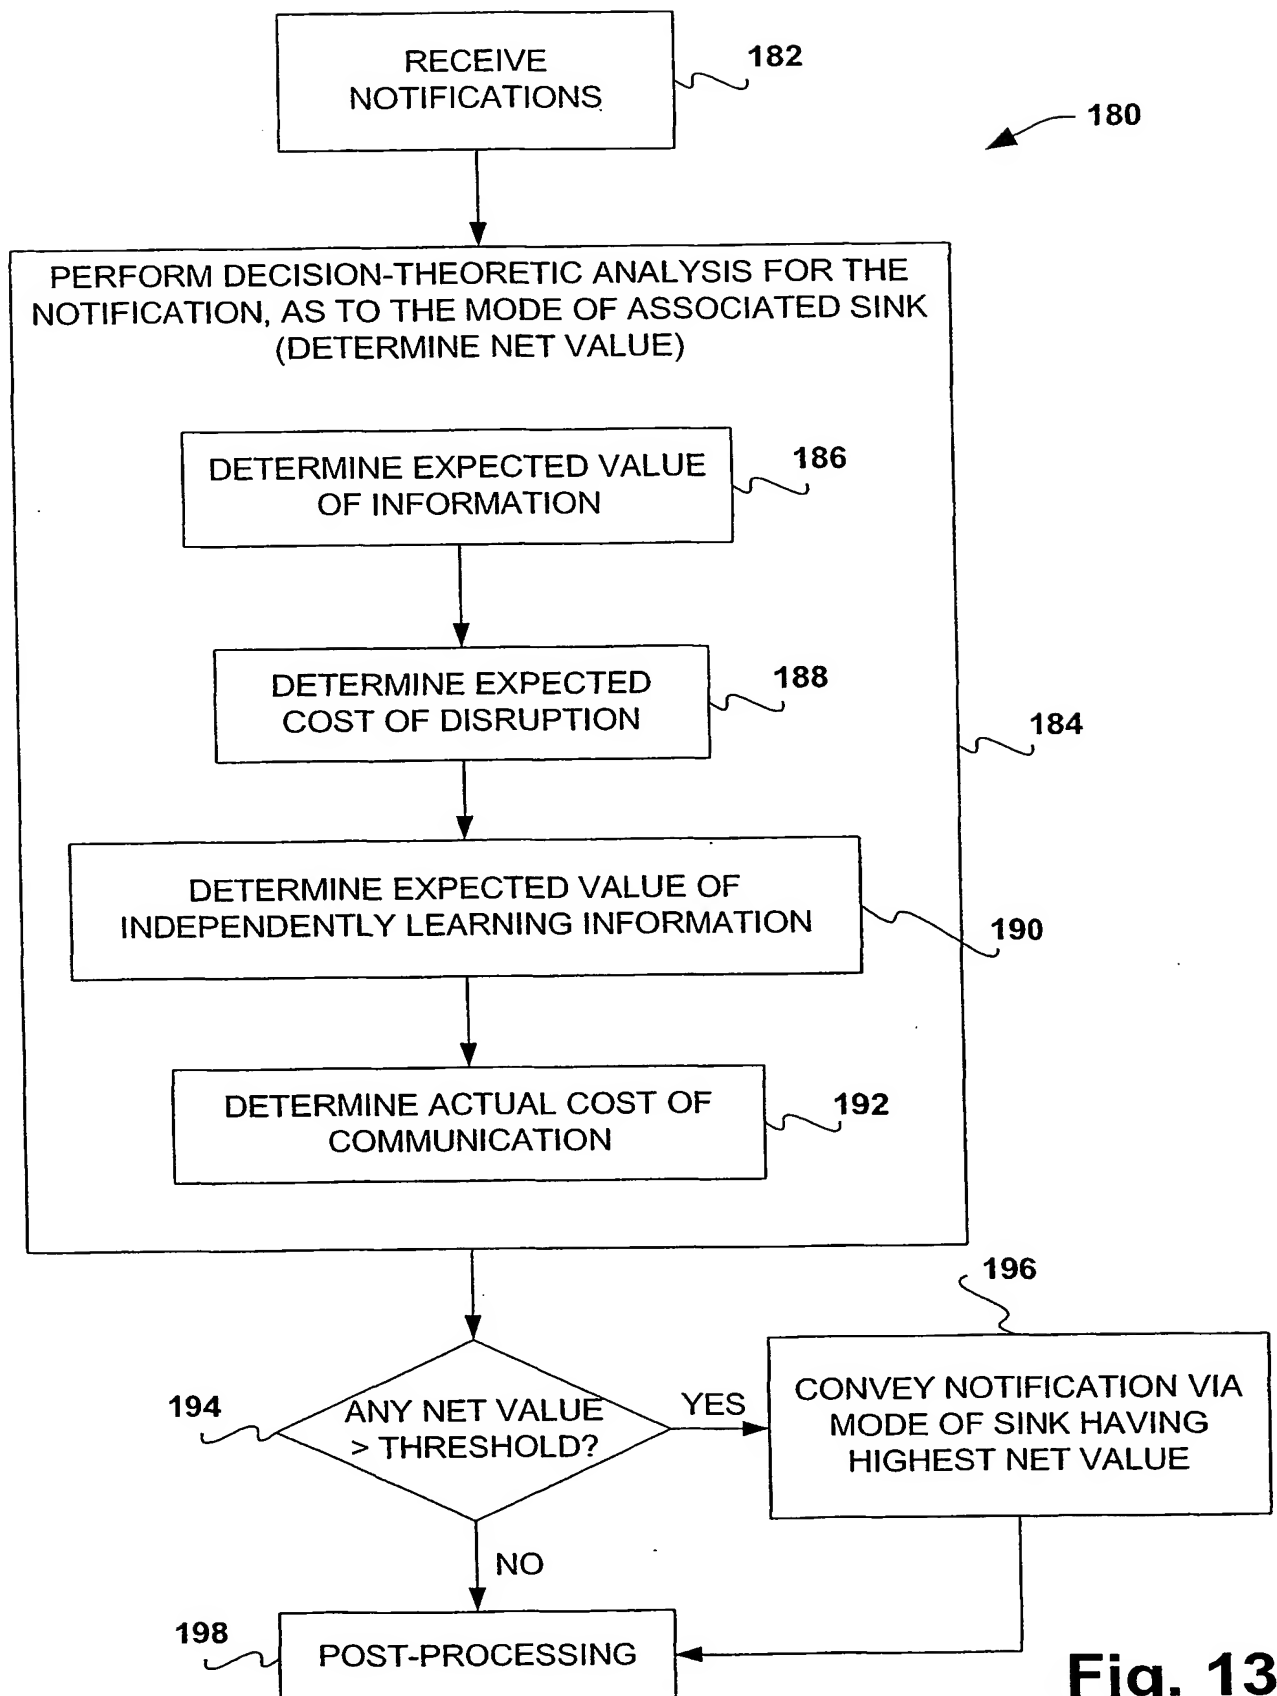 RECEIVE
NOTIFICATIONS
182
180
PERFORM DECISION-THEORETIC ANALYSIS FOR THE
NOTIFICATION, AS TO THE MODE OF ASSOCIATED SINK
(DETERMINE NET VALUE)
DETERMINE EXPECTED VALUE
OF INFORMATION
186
DETERMINE EXPECTED
COST OF DISRUPTION
188
184
DETERMINE EXPECTED VALUE OF
INDEPENDENTLY LEARNING INFORMATION
190
DETERMINE ACTUAL COST OF
COMMUNICATION
192
196
194
ANY NET VALUE
> THRESHOLD?
YES
CONVEY NOTIFICATION VIA
MODE OF SINK HAVING
HIGHEST NET VALUE
NO
198
POST-PROCESSING
Fig. 13